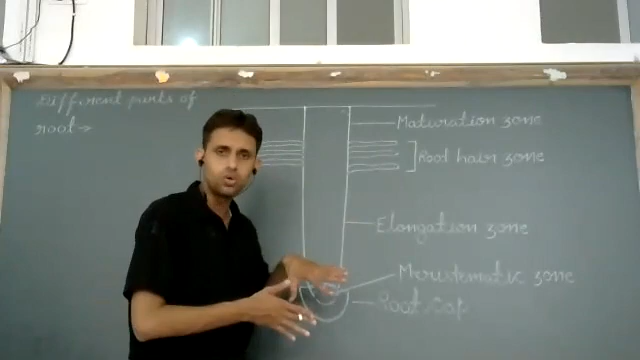 Different parts of
root →
Maturation zone
Root hair zone
Elongation zone
Meristematic zone
Root Cap